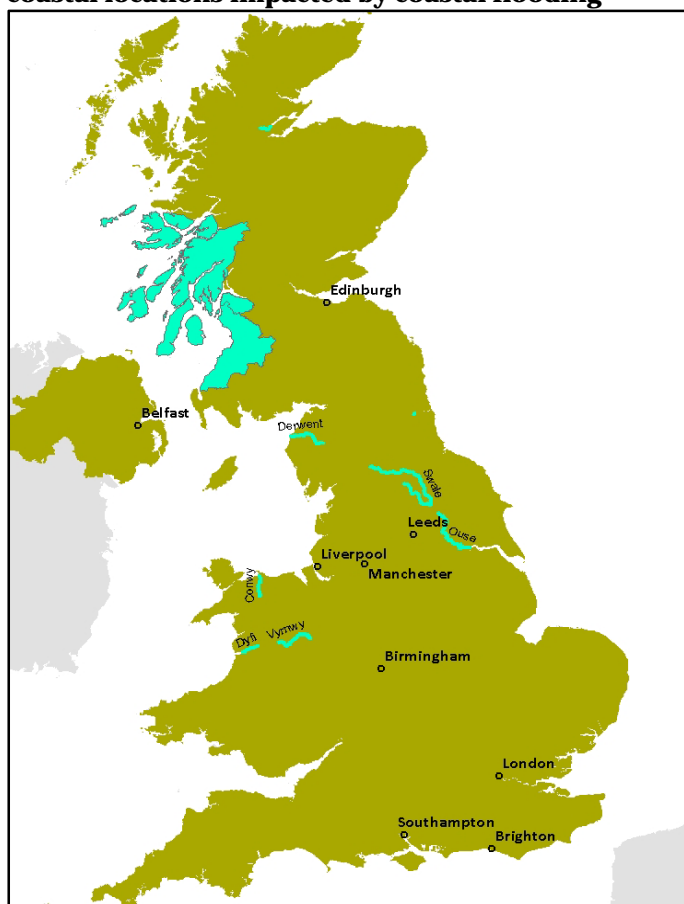 coastal locations impacted by coastal flooding
Edinburgh
Belfast
Derwent
Swale
Leeds
Ouse
Liverpool
Manchester
Conwy
Dyfi
Vyrnwy
Birmingham
London
Southampton
Brighton